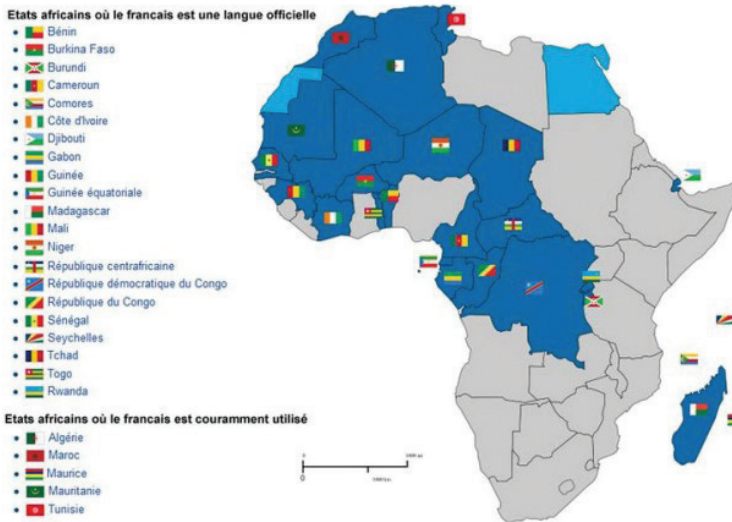 Etats africains où le francais est une langue officielle
Bénin
Burkina Faso
Burundi
Cameroun
Comores
Côte d'Ivoire
Djibouti
Gabon
Guinée
Guinée équatoriale
Madagascar
Mali
Niger
République centrafricaine
République démocratique du Congo
République du Congo
Sénégal
Seychelles
Tchad
Togo
Rwanda
Etats africains où le francais est couramment utilisé
Algérie
Maroc
Maurice
Mauritanie
Tunisie
0
0